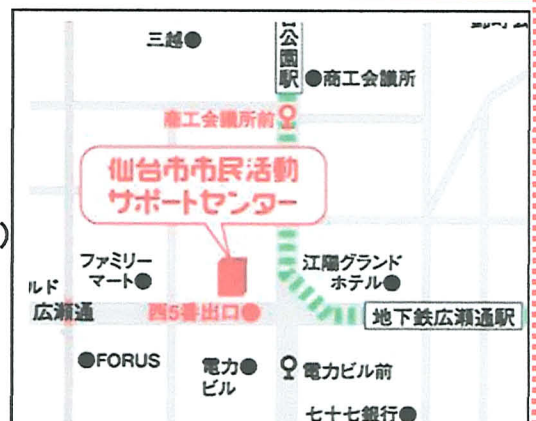 三越●
公園駅
●商工会議所
商工会議所前
仙台市市民活動
サポートセンター
ファミリー
マート●
江陽グランド
ホテル●
ルド
広瀬通
西5番出口●
地下鉄広瀬通駅
●FORUS
電力●
ビル
電力ビル前
七十七銀行●